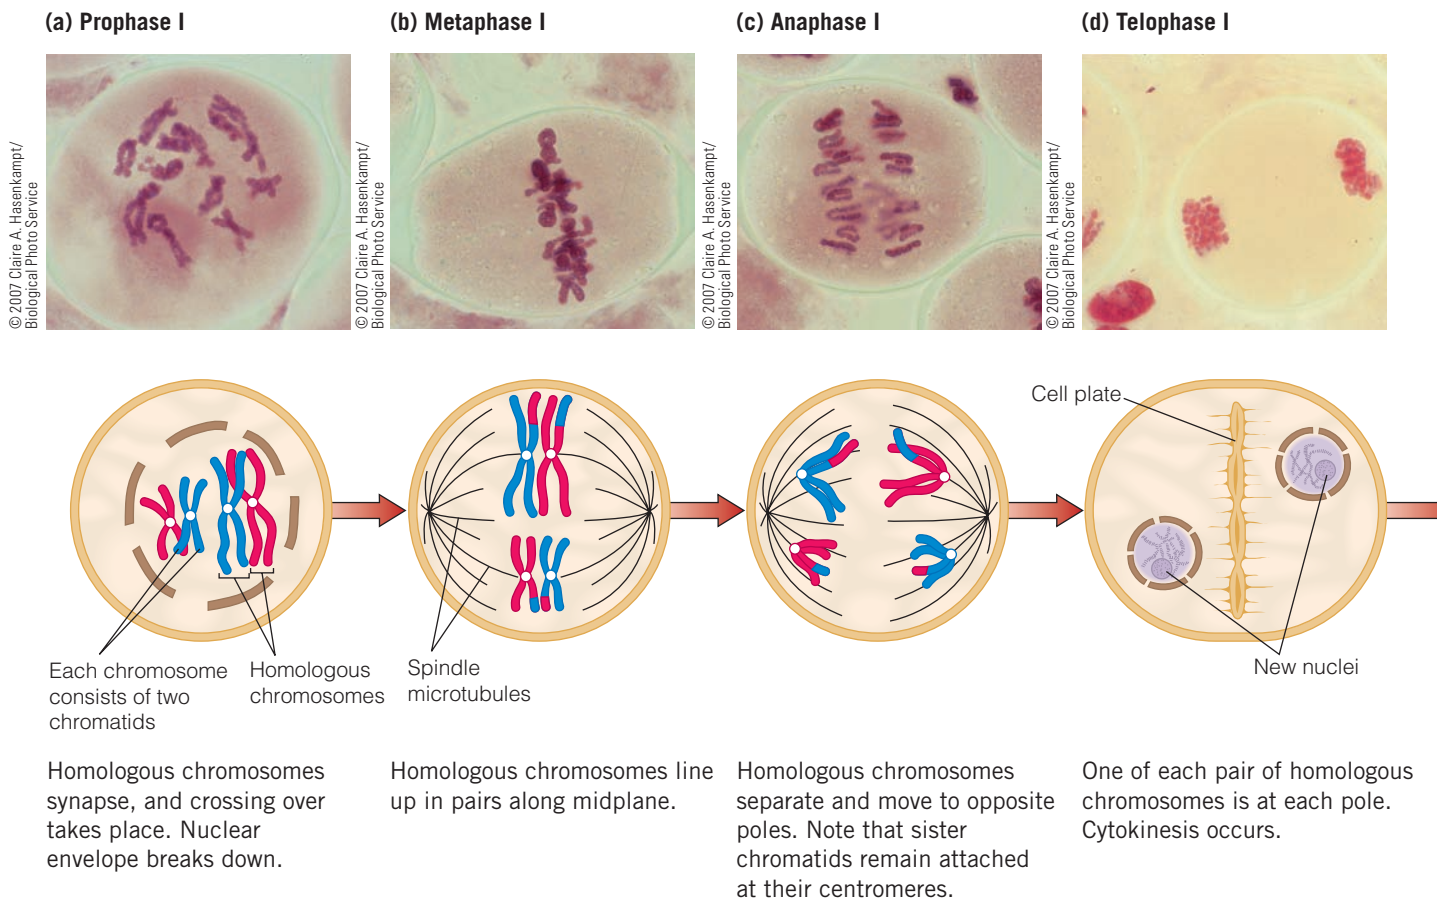 (a) Prophase I
(b) Metaphase I
(c) Anaphase I
(d) Telophase I
© 2007 Claire A. Hasenkampt/
Biological Photo Service
© 2007 Claire A. Hasenkampt/
Biological Photo Service
© 2007 Claire A. Hasenkampt/
Biological Photo Service
© 2007 Claire A. Hasenkampt/
Biological Photo Service
Cell plate
Each chromosome
consists of two
chromatids
Homologous
chromosomes
Spindle
microtubules
New nuclei
Homologous chromosomes
synapse, and crossing over
takes place. Nuclear
envelope breaks down.
Homologous chromosomes line
up in pairs along midplane.
Homologous chromosomes
separate and move to opposite
poles. Note that sister
chromatids remain attached
at their centromeres.
One of each pair of homologous
chromosomes is at each pole.
Cytokinesis occurs.